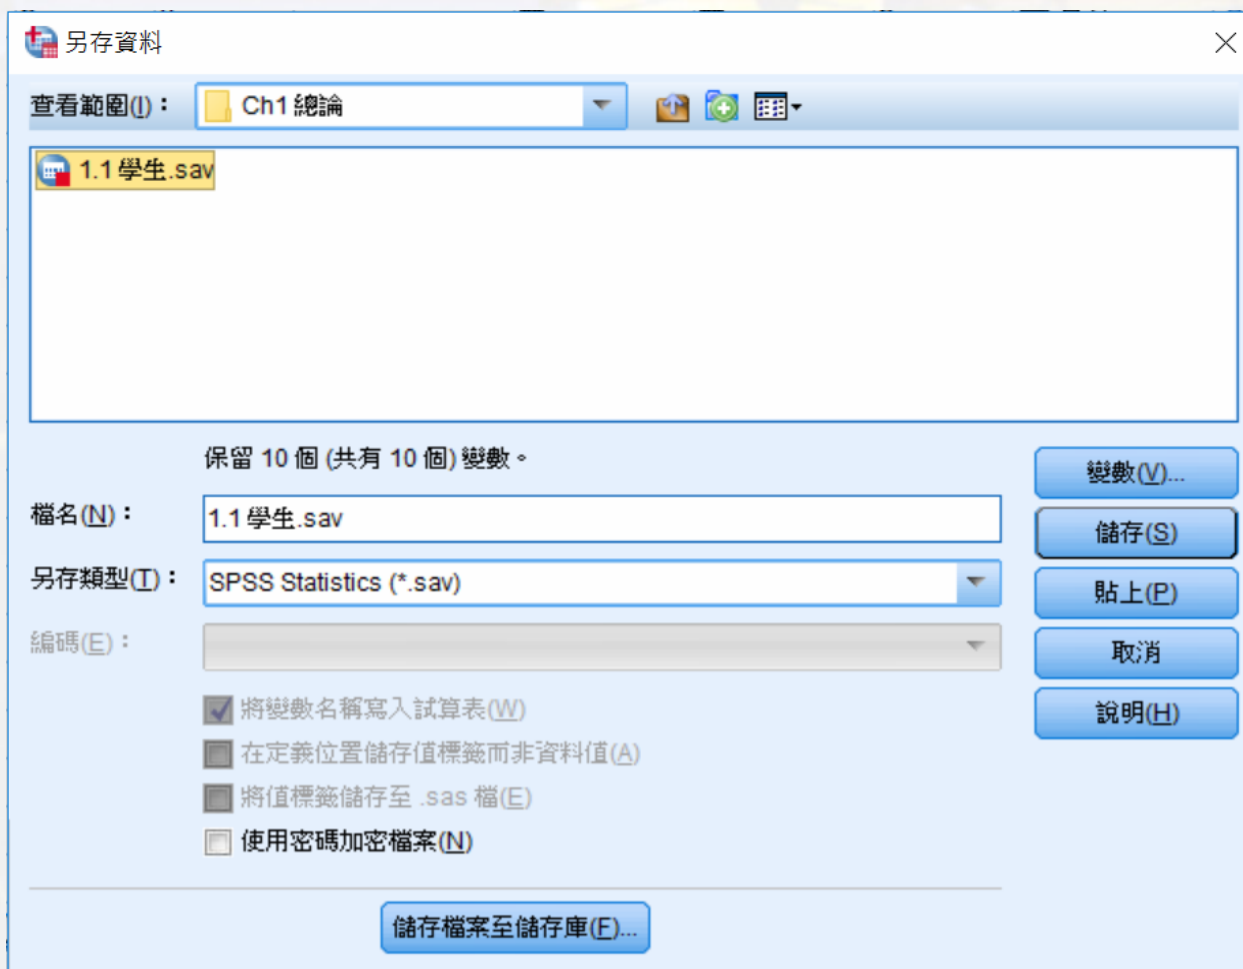 另存資料
查看範圍(I)：
Ch1 總論
1.1 學生.sav
保留 10 個 (共有 10 個) 變數。
檔名(N)：
1.1 學生.sav
另存類型(T)：
SPSS Statistics (*.sav)
編碼(E)：
將變數名稱寫入試算表(W)
在定義位置儲存值標籤而非資料值(A)
將值標籤儲存至 .sas 檔(E)
使用密碼加密檔案(N)
變數(V)...
儲存(S)
貼上(P)
取消
說明(H)
儲存檔案至儲存庫(F)...